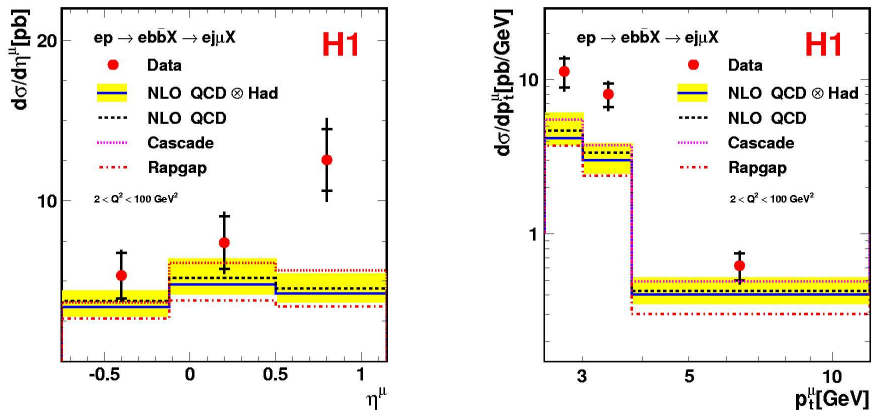 dσ/dη^μ[pb]
20
10
ep → ebb̄X → ejμX
H1
Data
NLO QCD ⊗ Had
NLO QCD
Cascade
Rapgap
2 < Q² < 100 GeV²
-0.5 0 0.5 1
η^μ
dσ/dp_t^μ[pb/GeV]
10
1
ep → ebb̄X → ejμX
H1
Data
NLO QCD ⊗ Had
NLO QCD
Cascade
Rapgap
2 < Q² < 100 GeV²
3 5 10
p_t^μ[GeV]